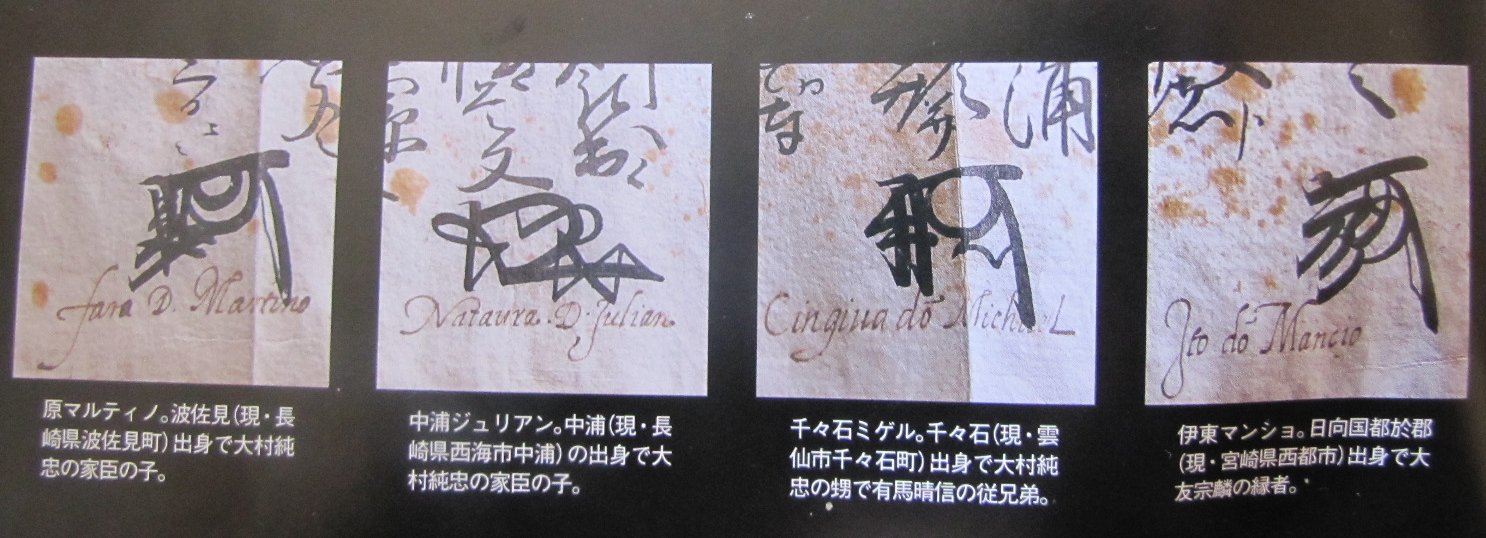 fara D. Martino
原マルティノ。波佐見(現・長
崎県波佐見町)出身で大村純
忠の家臣の子。
Nataura. D. Julian
中浦ジュリアン。中浦(現・長
崎県西海市中浦)の出身で大
村純忠の家臣の子。
浦
Cingiua dõ Michael
千々石ミゲル。千々石(現・雲
仙市千々石町)出身で大村純
忠の甥で有馬晴信の従兄弟。
Ito dõ Mancio
伊東マンショ。日向国都於郡
(現・宮崎県西都市)出身で大
友宗麟の縁者。